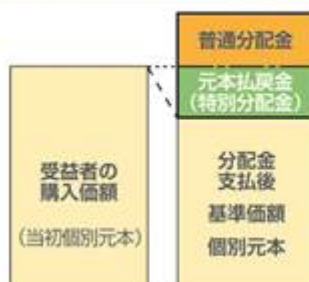 普通分配金
元本払戻金
（特別分配金）
受益者の
購入価額
（当初個別元本）
分配金
支払後
基準価額
個別元本